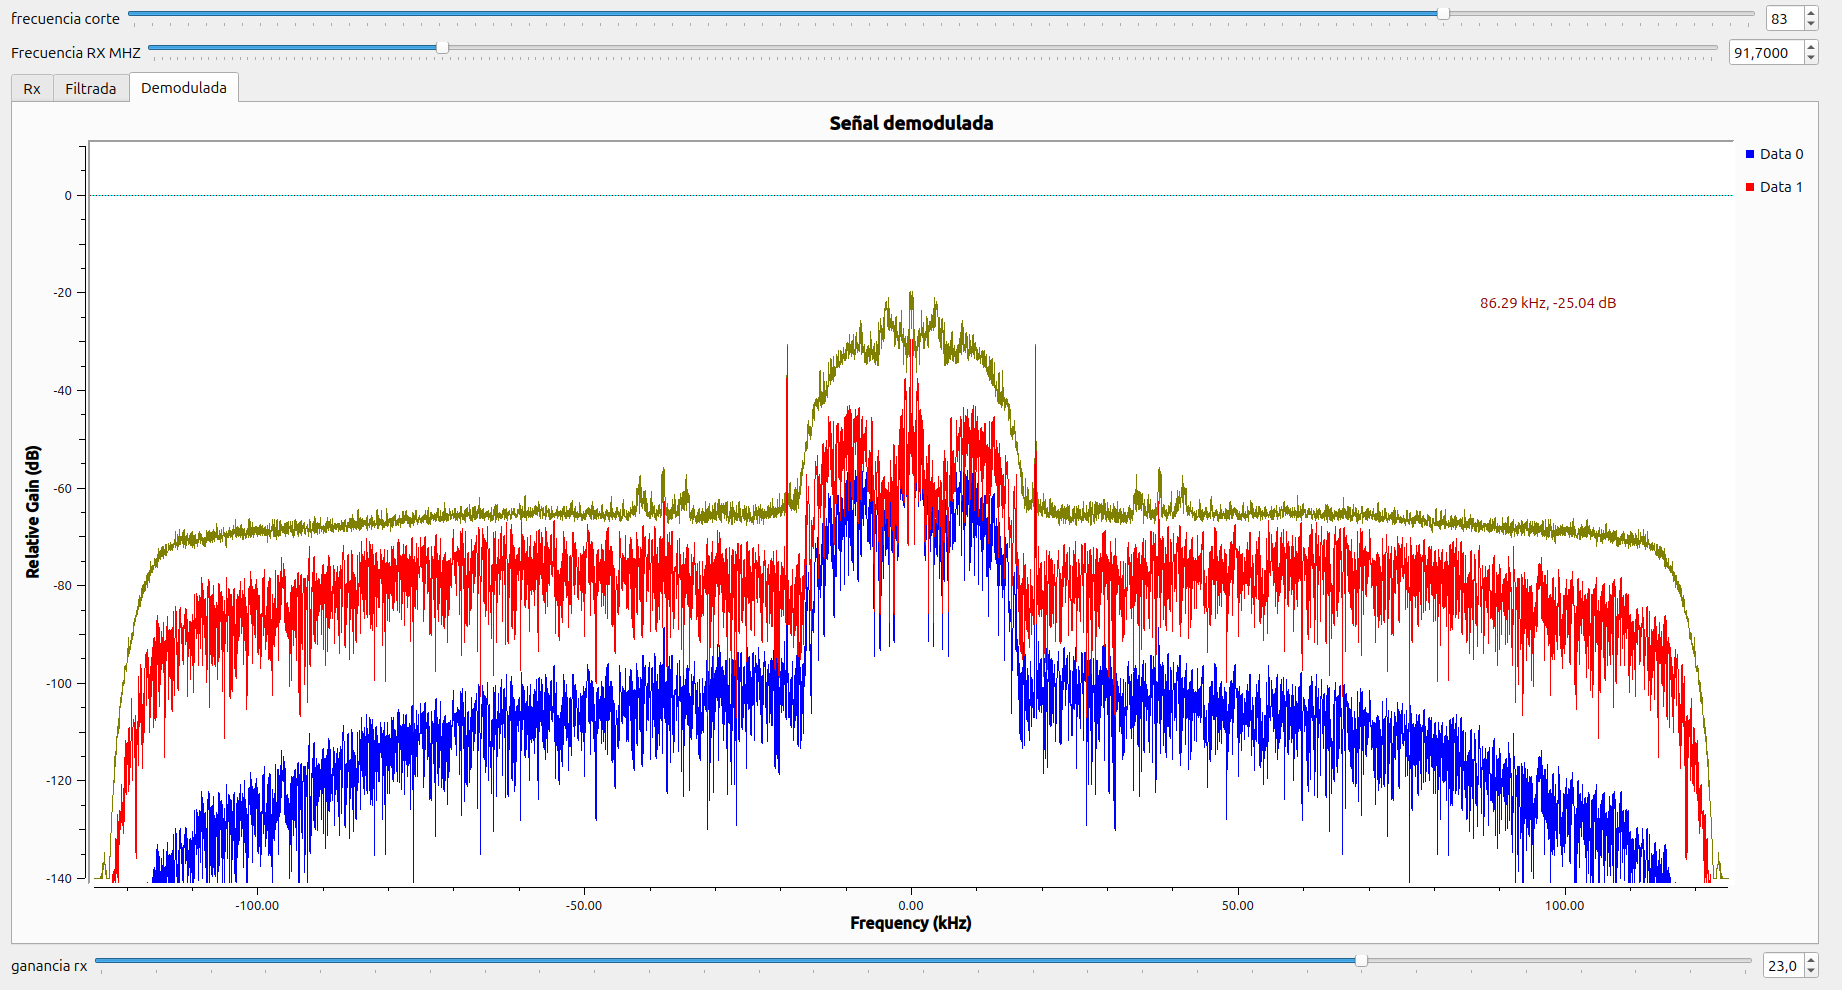 frecuencia corte 83
Frecuencia RX MHZ 91,7000
Rx Filtrada Demodulada
Señal demodulada
Data 0
Data 1
86.29 kHz, -25.04 dB
Relative Gain (dB)
0
-20
-40
-60
-80
-100
-120
-140
-100.00 -50.00 0.00 50.00 100.00
Frequency (kHz)
ganancia rx 23,0